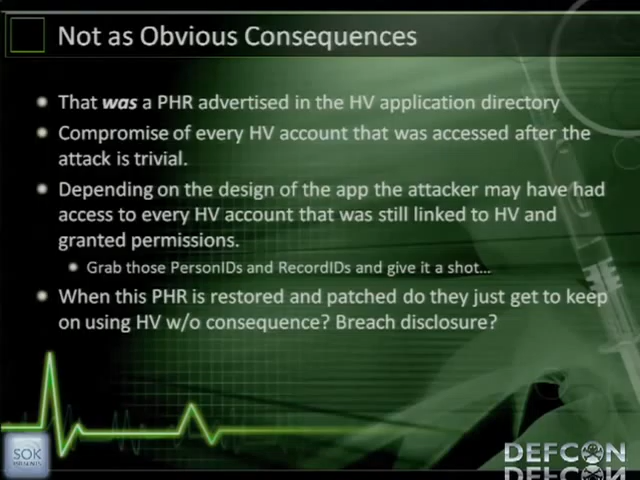 Not as Obvious Consequences
That was a PHR advertised in the HV application directory
Compromise of every HV account that was accessed after the
attack is trivial.
Depending on the design of the app the attacker may have had
access to every HV account that was still linked to HV and
granted permissions.
Grab those PersonIDs and RecordIDs and give it a shot...
When this PHR is restored and patched do they just get to keep
on using HV w/o consequence? Breach disclosure?
SOK
DEFCON